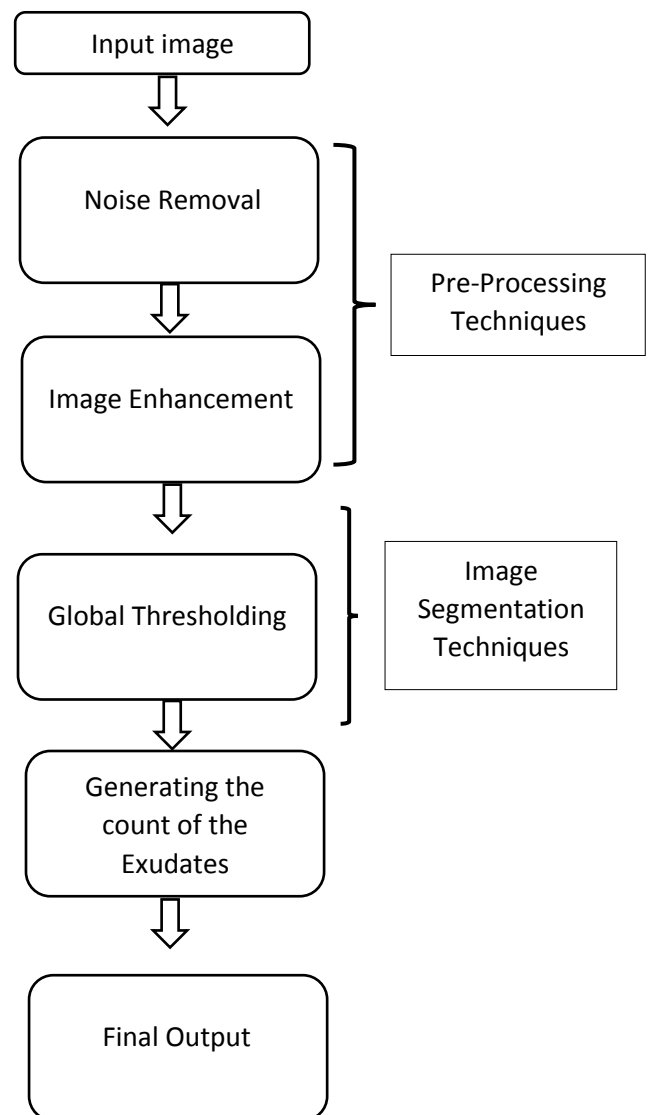 Input image
Noise Removal
Pre-Processing
Techniques
Image Enhancement
Global Thresholding
Image
Segmentation
Techniques
Generating the
count of the
Exudates
Final Output